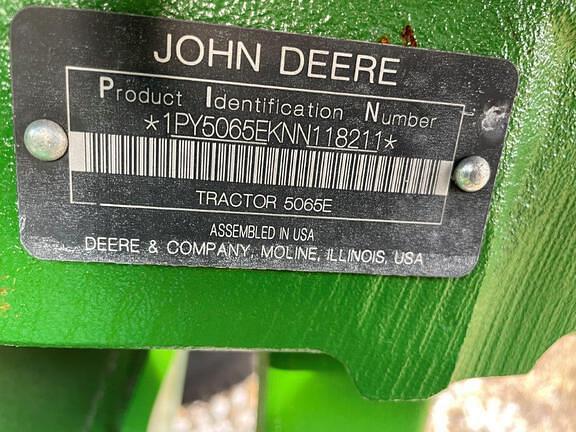 JOHN DEERE
Product Identification Number
*1PY5065EKNN118211*
TRACTOR 5065E
ASSEMBLED IN USA
DEERE & COMPANY, MOLINE, ILLINOIS, USA